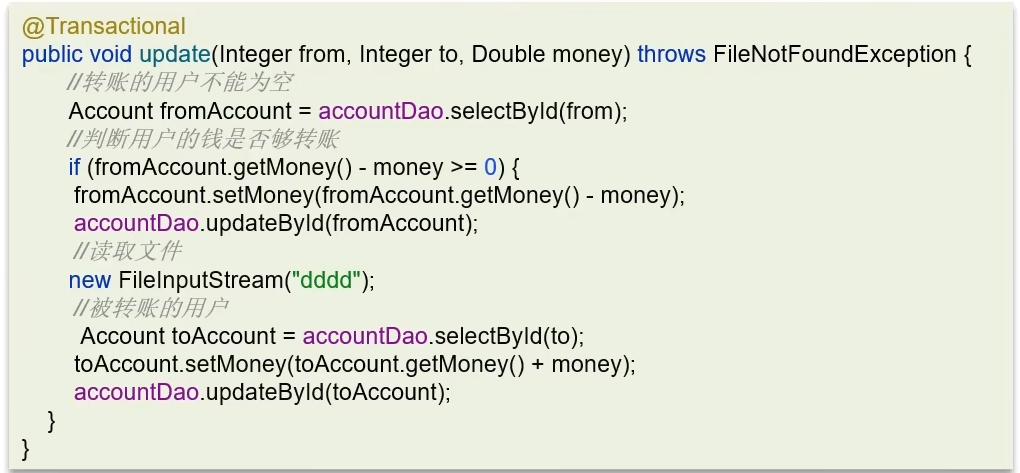 @Transactional
public void update(Integer from, Integer to, Double money) throws FileNotFoundException {
//转账的用户不能为空
Account fromAccount = accountDao.selectById(from);
//判断用户的钱是否够转账
if (fromAccount.getMoney() - money >= 0) {
fromAccount.setMoney(fromAccount.getMoney() - money);
accountDao.updateById(fromAccount);
//读取文件
new FileInputStream("dddd");
//被转账的用户
Account toAccount = accountDao.selectById(to);
toAccount.setMoney(toAccount.getMoney() + money);
accountDao.updateById(toAccount);
}
}